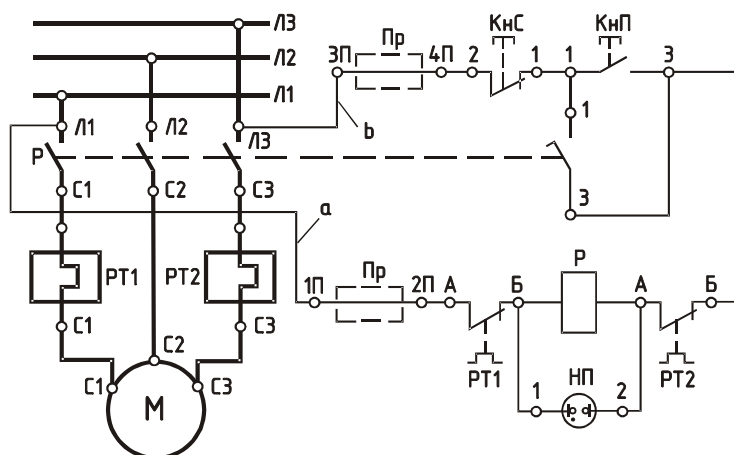 Л3
КнС
КнП
Л2
3П
Пр
4П
2
1
1
3
Л1
Л1
Л2
Л3
b
1
Р
С1
С2
С3
3
а
РТ1
РТ2
1П
Пр
2П
А
Б
Р
А
Б
С1
С2
С3
РТ1
НП
РТ2
С1
М
С3
1
2